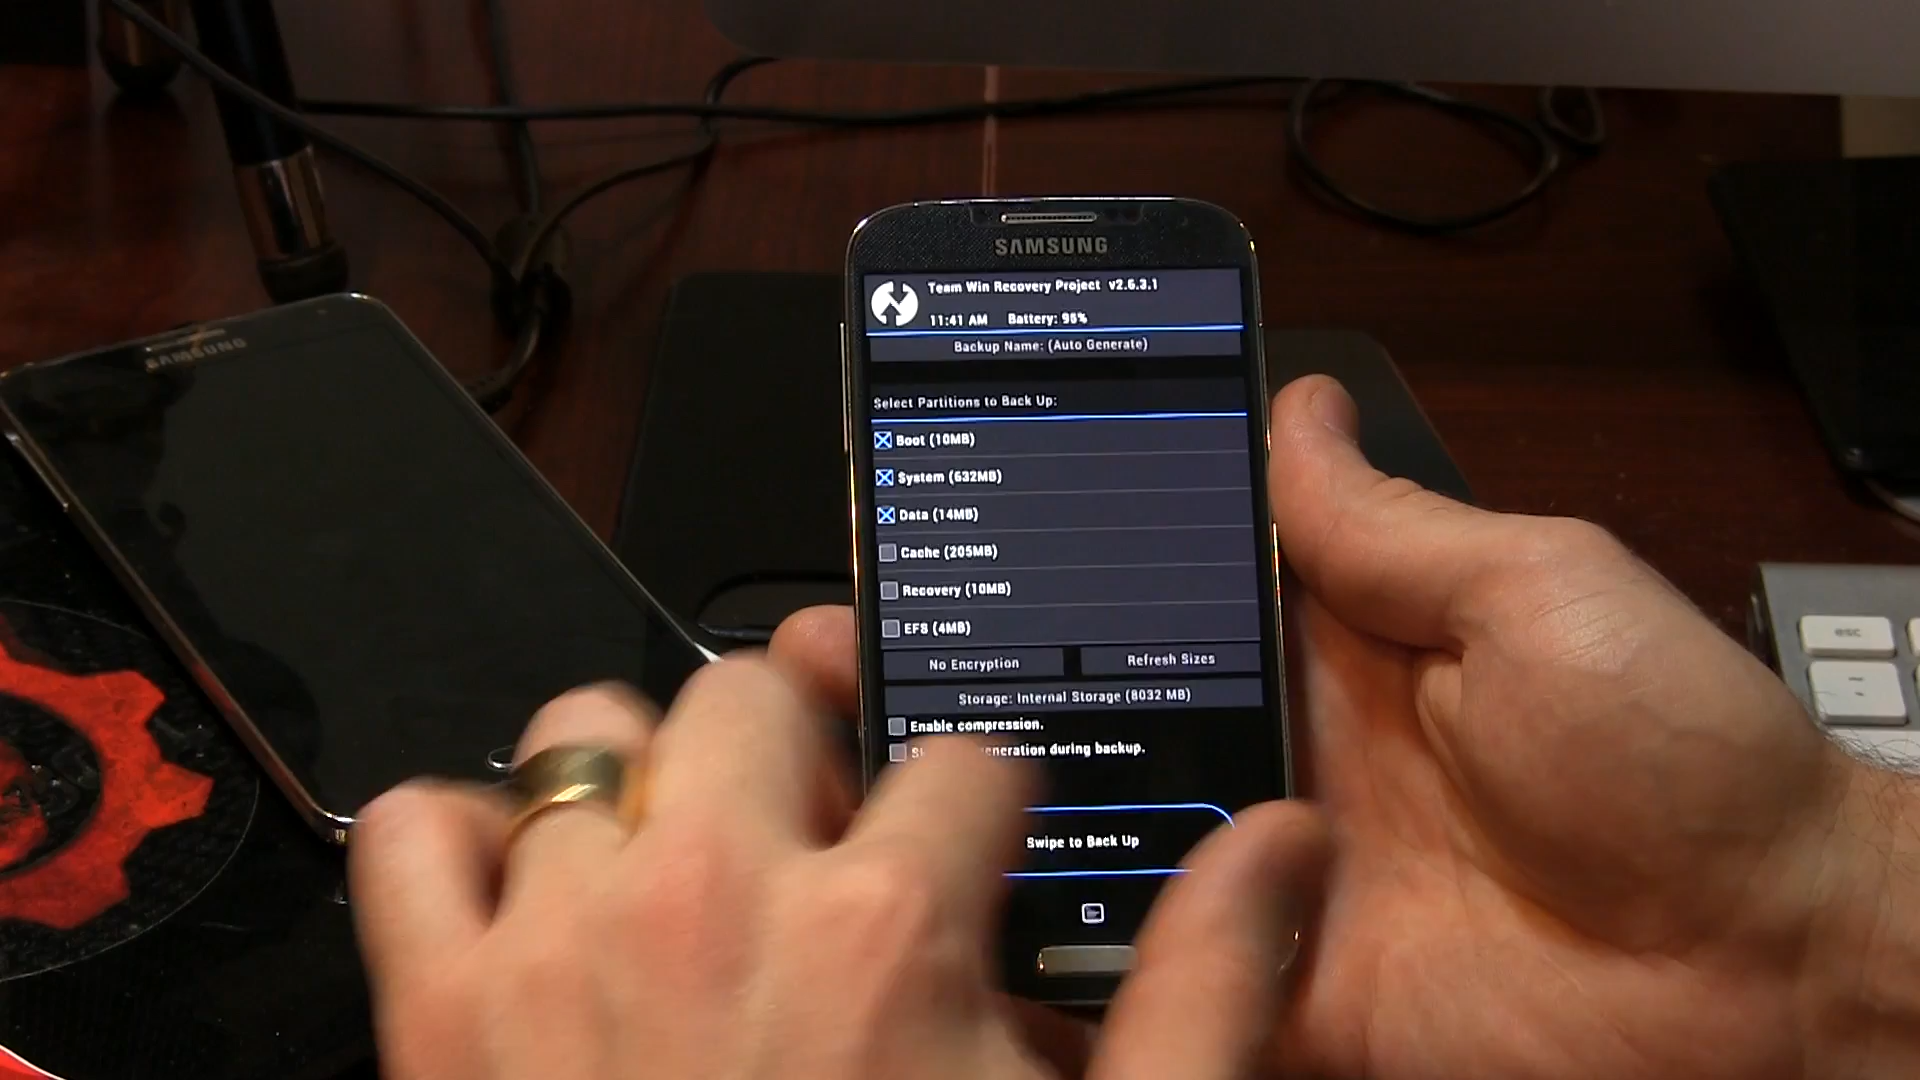 SAMSUNG
Team Win Recovery Project v2.6.3.1
11:41 AM Battery: 96%
Backup Name: (Auto Generate)
Select Partitions to Back Up:
Boot (10MB)
System (632MB)
Data (14MB)
Cache (205MB)
Recovery (10MB)
EFS (4MB)
No Encryption Refresh Sizes
Storage: Internal Storage (8032 MB)
Enable compression.
during backup.
Swipe to Back Up
SAMSUNG
esc